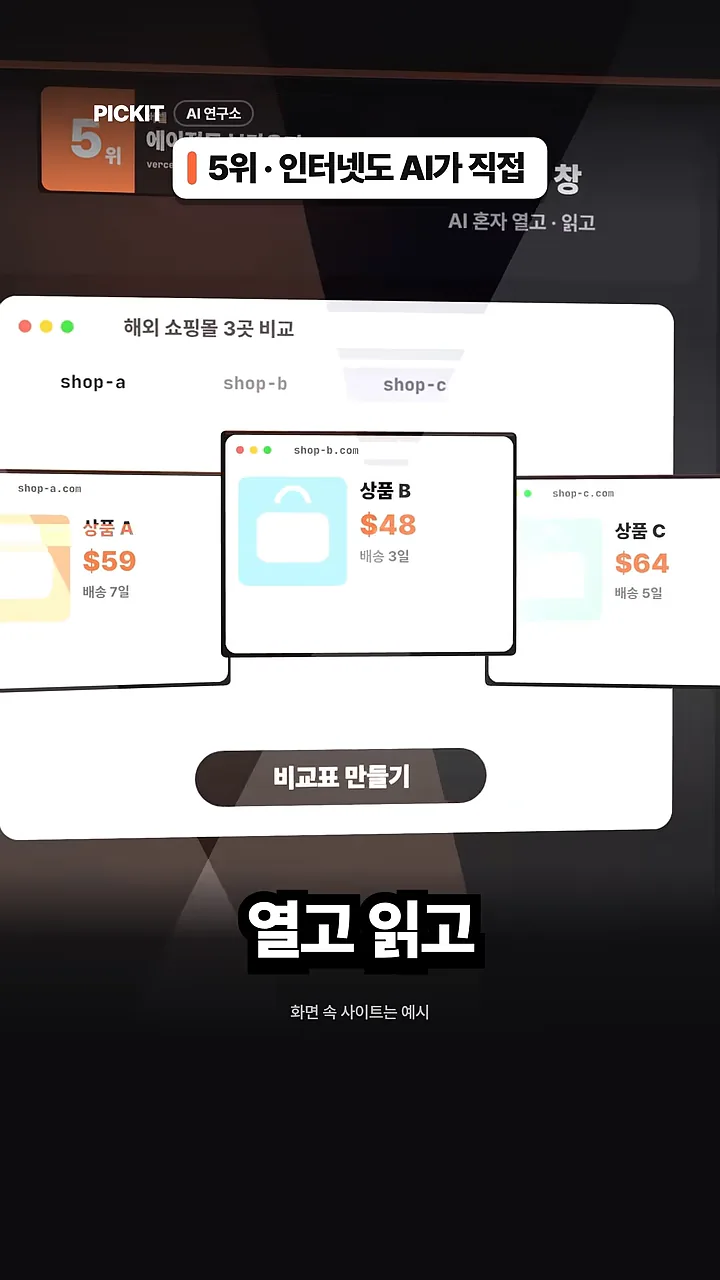 PICKIT AI 연구소
5위
5위 · 인터넷도 AI가 직접
창
AI 혼자 열고 · 읽고
해외 쇼핑몰 3곳 비교
shop-a
shop-b
shop-c
shop-a.com
상품 A
$59
배송 7일
shop-b.com
상품 B
$48
배송 3일
shop-c.com
상품 C
$64
배송 5일
비교표 만들기
열고 읽고
화면 속 사이트는 예시